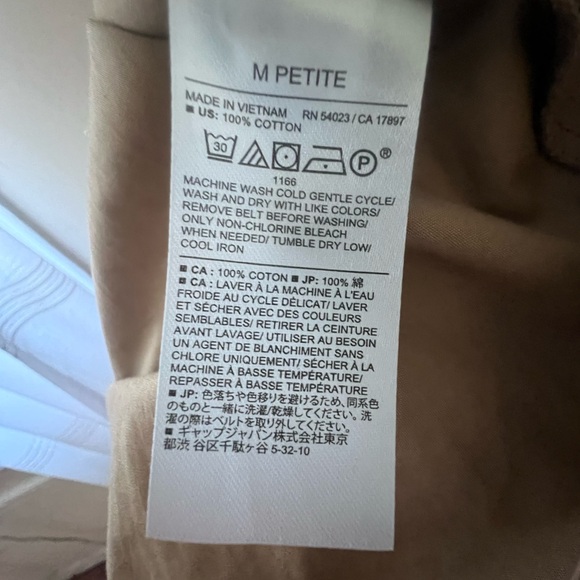 M PETITE
MADE IN VIETNAM RN 54023 / CA 17897
■ US: 100% COTTON
30 P ®
1166
MACHINE WASH COLD GENTLE CYCLE/
WASH AND DRY WITH LIKE COLORS/
REMOVE BELT BEFORE WASHING/
ONLY NON-CHLORINE BLEACH
WHEN NEEDED/ TUMBLE DRY LOW/
COOL IRON
■ CA : 100% COTTON ■ JP: 100% 綿
■ CA : LAVER À LA MACHINE À L'EAU
FROIDE AU CYCLE DÉLICAT/ LAVER
ET SÉCHER AVEC DES COULEURS
SEMBLABLES/ RETIRER LA CEINTURE
AVANT LAVAGE/ UTILISER AU BESOIN
UN AGENT DE BLANCHIMENT SANS
CHLORE UNIQUEMENT/ SÉCHER À LA
MACHINE À BASSE TEMPÉRATURE/
REPASSER À BASSE TEMPÉRATURE
■ JP: 色落ちや色移りを避けるため、同系色
のものと一緒に洗濯/乾燥してください。洗
濯の際はベルトを取り外してください。
■ ギャップジャパン株式会社東京
都渋 谷区千駄ヶ谷 5-32-10